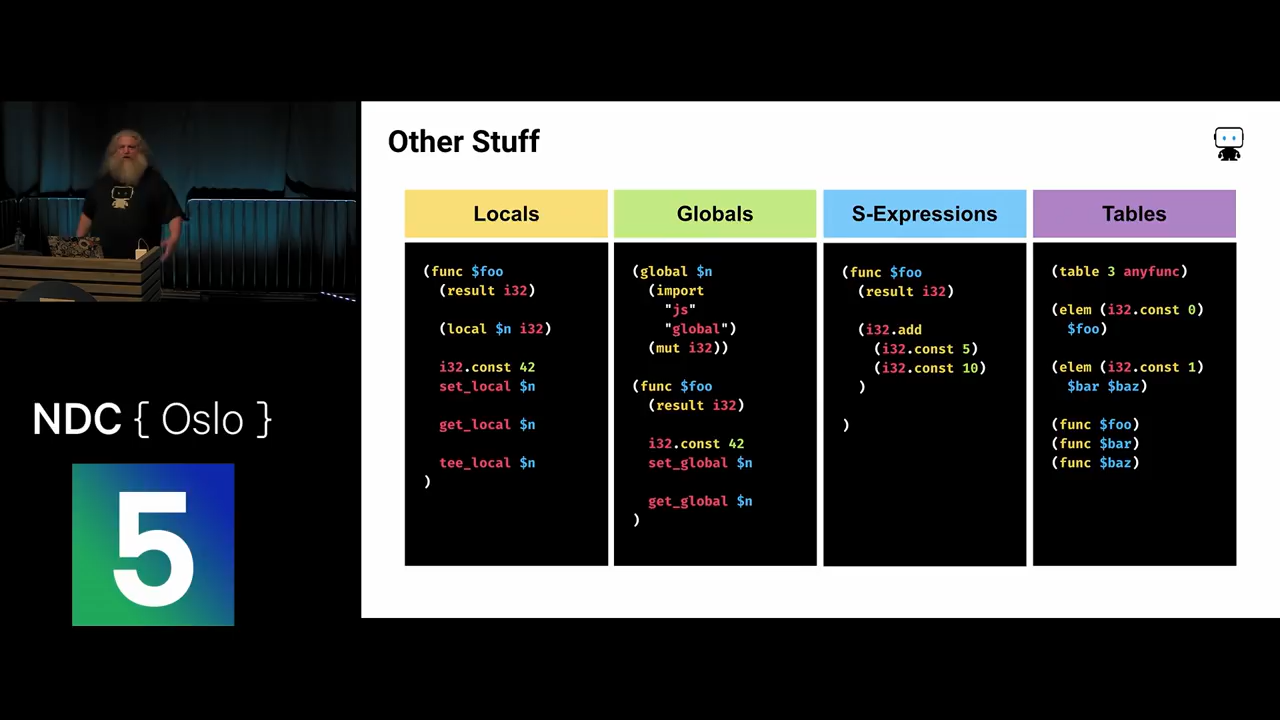 Other Stuff
Locals
(func $foo
(result i32)
(local $n i32)
i32.const 42
set_local $n
get_local $n
tee_local $n
)
Globals
(global $n
(import
"js"
"global")
(mut i32))
(func $foo
(result i32)
i32.const 42
set_global $n
get_global $n
)
S-Expressions
(func $foo
(result i32)
(i32.add
(i32.const 5)
(i32.const 10)
)
)
Tables
(table 3 anyfunc)
(elem (i32.const 0)
$foo)
(elem (i32.const 1)
$bar $baz)
(func $foo)
(func $bar)
(func $baz)
NDC { Oslo }
5